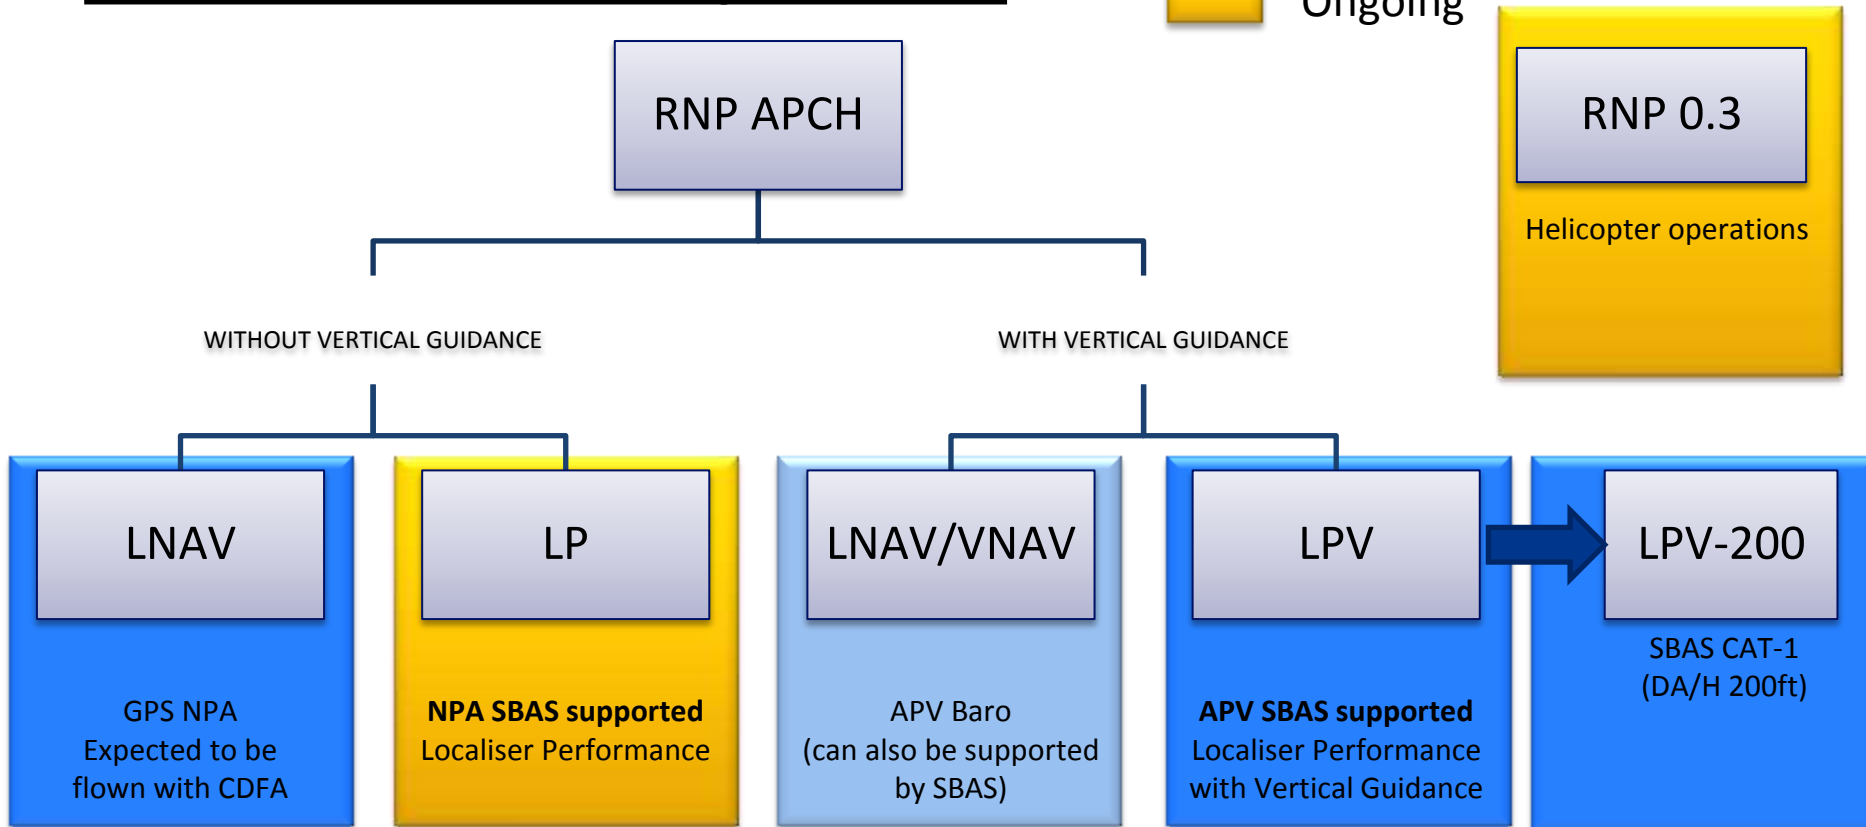 Ongoing
RNP APCH
RNP 0.3
Helicopter operations
WITHOUT VERTICAL GUIDANCE
WITH VERTICAL GUIDANCE
LNAV
GPS NPA
Expected to be
flown with CDFA
LP
NPA SBAS supported
Localiser Performance
LNAV/VNAV
APV Baro
(can also be supported
by SBAS)
LPV
APV SBAS supported
Localiser Performance
with Vertical Guidance
LPV-200
SBAS CAT-1
(DA/H 200ft)